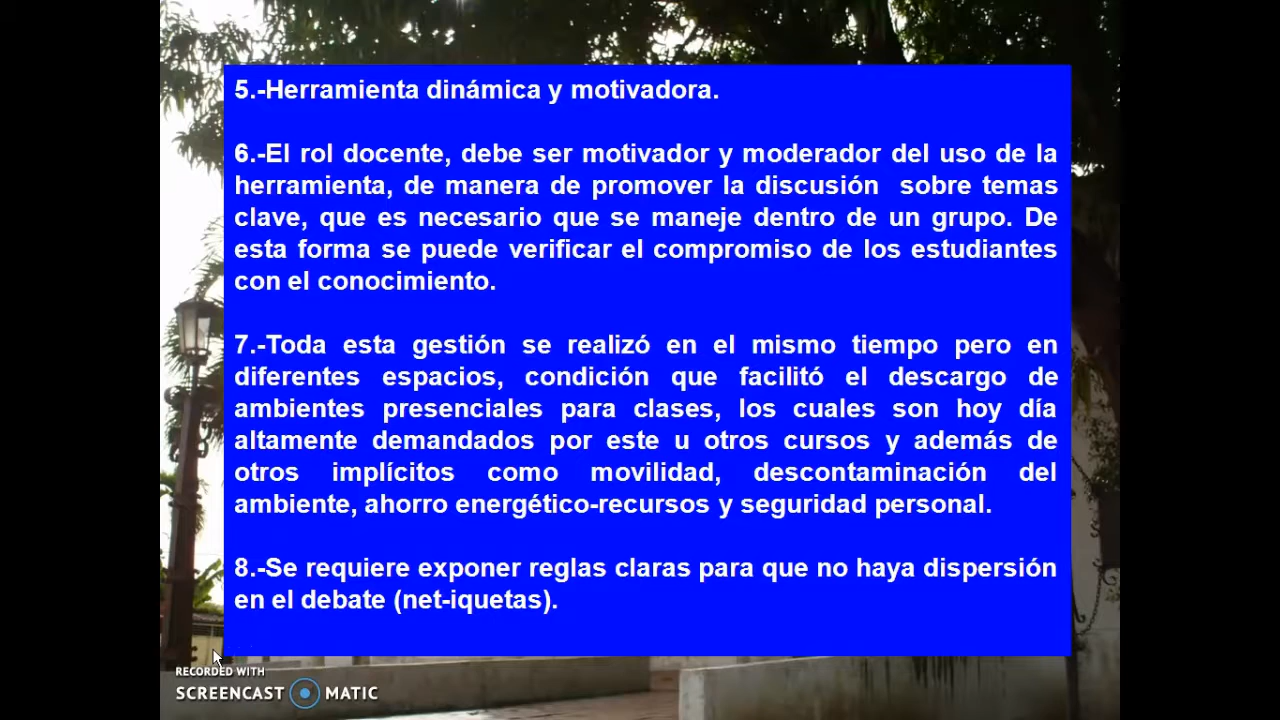 5.-Herramienta dinámica y motivadora.
6.-El rol docente, debe ser motivador y moderador del uso de la
herramienta, de manera de promover la discusión  sobre temas
clave, que es necesario que se maneje dentro de un grupo. De
esta forma se puede verificar el compromiso de los estudiantes
con el conocimiento.
7.-Toda esta gestión se realizó en el mismo tiempo pero en
diferentes espacios, condición que facilitó el descargo de
ambientes presenciales para clases, los cuales son hoy día
altamente demandados por este u otros cursos y además de
otros implícitos como movilidad, descontaminación del
ambiente, ahorro energético-recursos y seguridad personal.
8.-Se requiere exponer reglas claras para que no haya dispersión
en el debate (net-iquetas).
RECORDED WITH
SCREENCAST MATIC